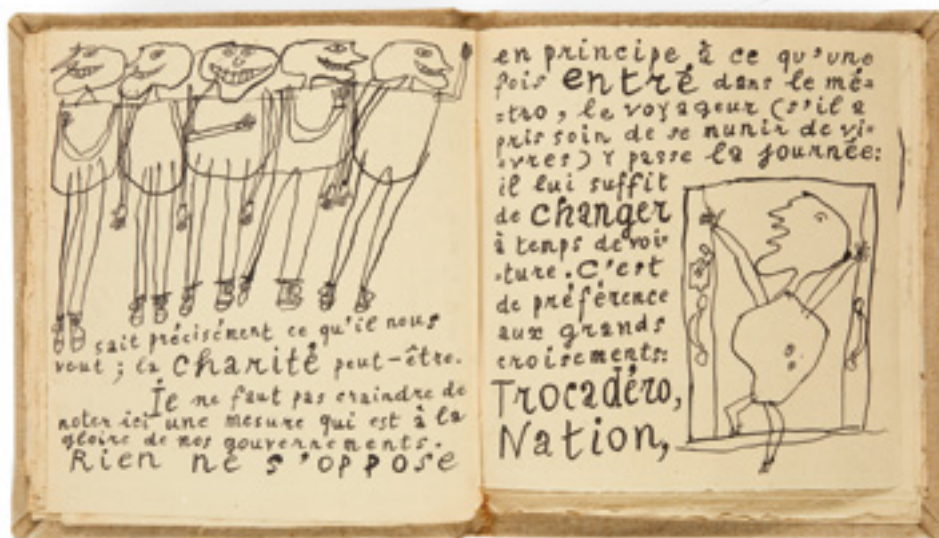 sait précisément ce qu'il nous
veut ; la charité peut-être.
Il ne faut pas craindre de
noter ici une mesure qui est à la
gloire de nos gouvernements.
Rien ne s'oppose
en principe à ce qu'une
fois entré dans le mé=
=tro, le voyageur (s'il a
pris soin de se munir de vi=
=vres) Y passe la journée:
il lui suffit
de changer
à temps de voi=
=ture. C'est
de préférence
aux grands
croisements:
Trocadéro,
Nation,